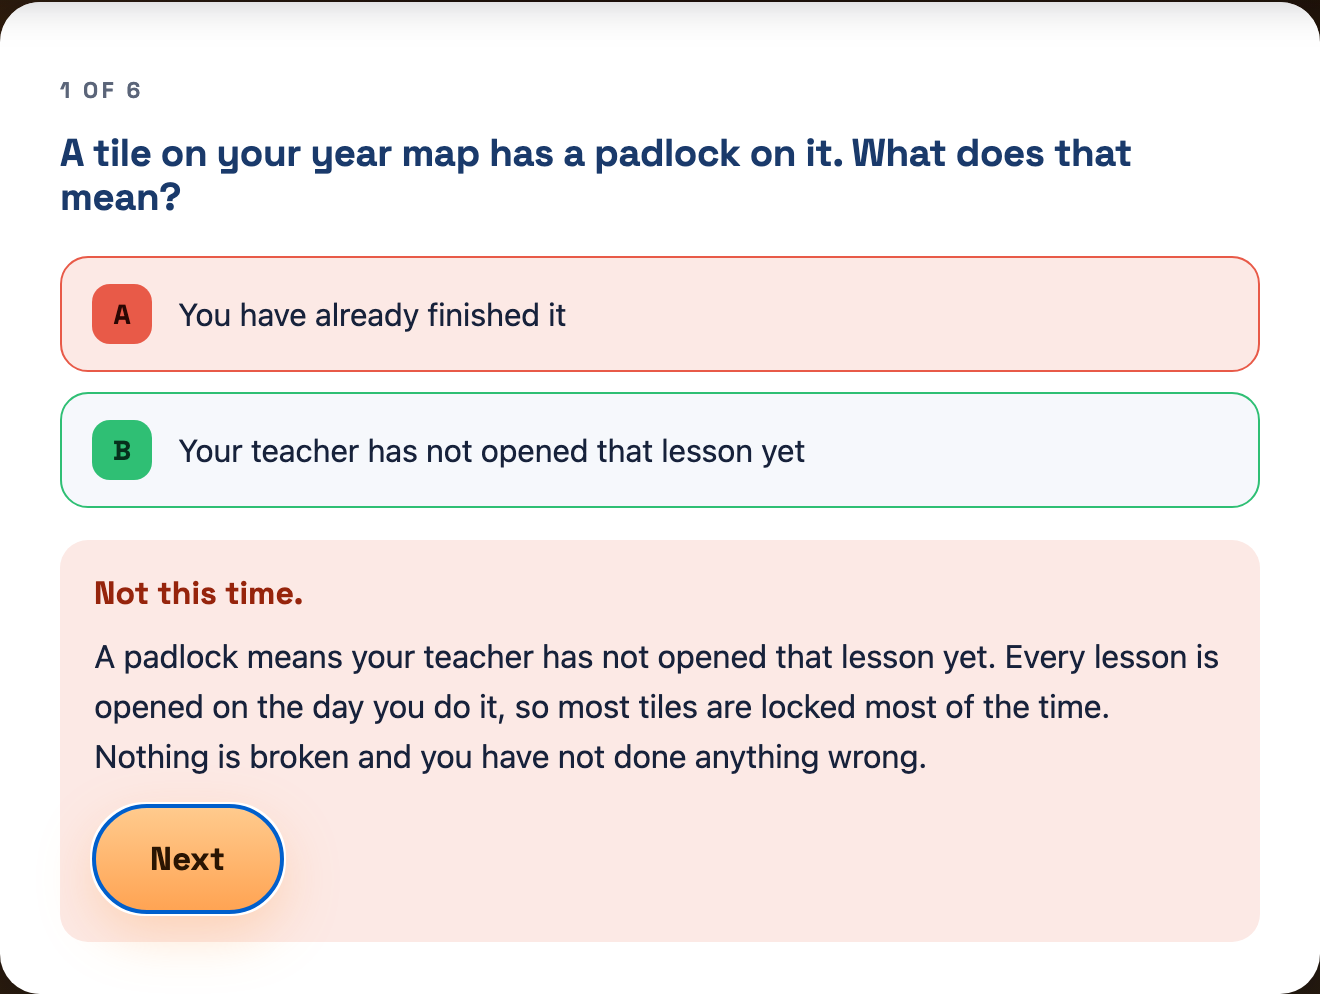 1 OF 6
A tile on your year map has a padlock on it. What does that
mean?
A You have already finished it
B Your teacher has not opened that lesson yet
Not this time.
A padlock means your teacher has not opened that lesson yet. Every lesson is
opened on the day you do it, so most tiles are locked most of the time.
Nothing is broken and you have not done anything wrong.
Next